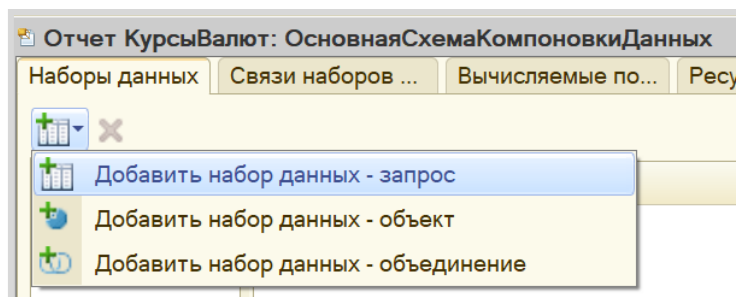 Отчет КурсыВалют: ОсновнаяСхемаКомпоновкиДанных
Наборы данных Связи наборов ... Вычисляемые по... Ресу
Добавить набор данных - запрос
Добавить набор данных - объект
Добавить набор данных - объединение